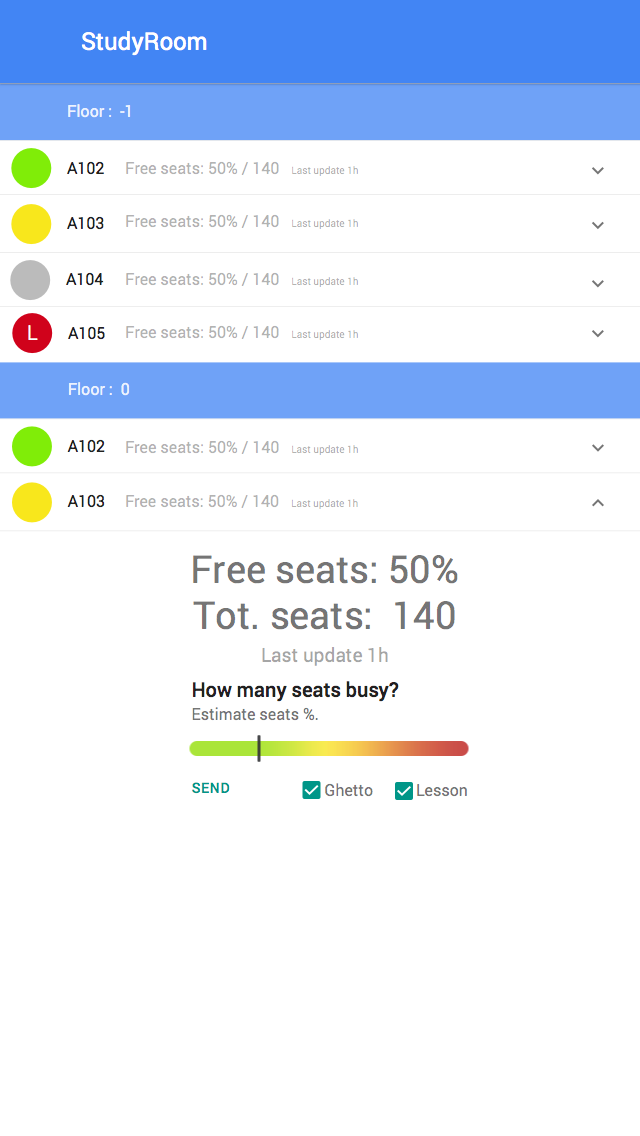 StudyRoom
Floor : -1
A102 Free seats: 50% / 140 Last update 1h
A103 Free seats: 50% / 140 Last update 1h
A104 Free seats: 50% / 140 Last update 1h
L A105 Free seats: 50% / 140 Last update 1h
Floor : 0
A102 Free seats: 50% / 140 Last update 1h
A103 Free seats: 50% / 140 Last update 1h
Free seats: 50%
Tot. seats: 140
Last update 1h
How many seats busy?
Estimate seats %.
SEND Ghetto Lesson